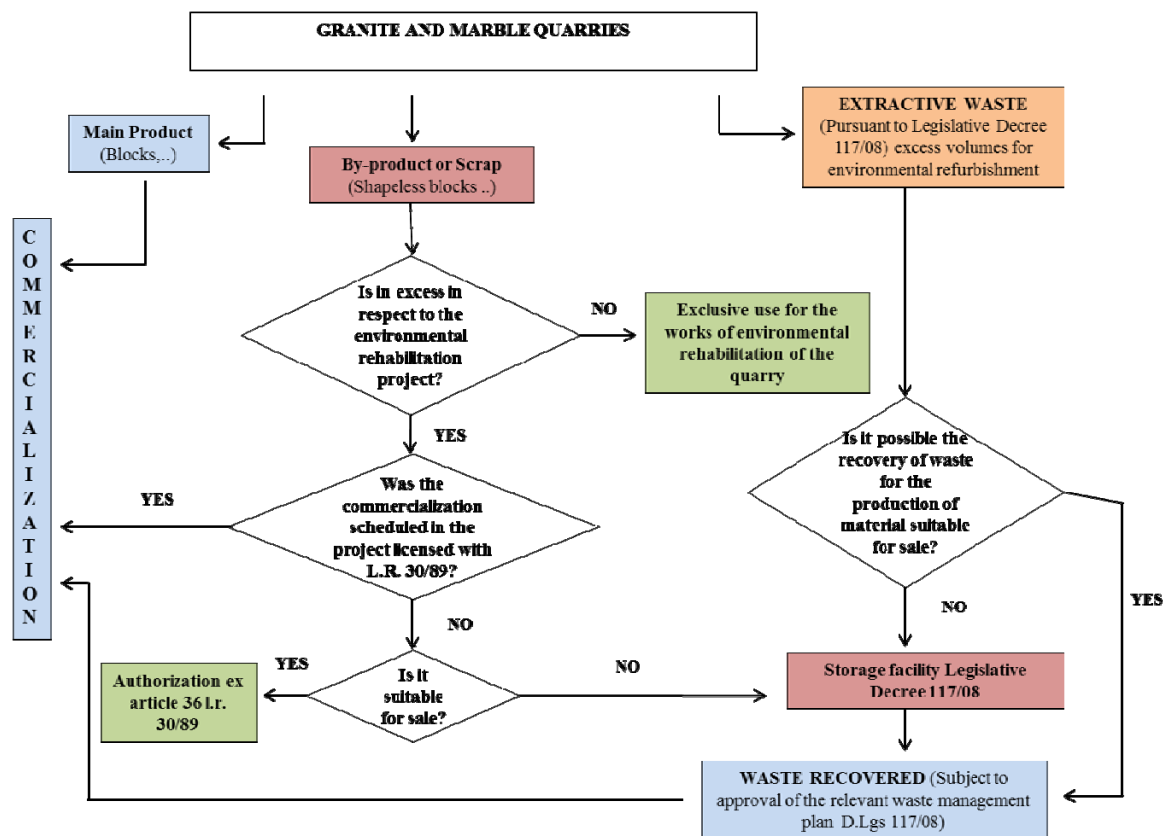 GRANITE AND MARBLE QUARRIES
Main Product
(Blocks,..)
By-product or Scrap
(Shapeless blocks ..)
EXTRACTIVE WASTE
(Pursuant to Legislative Decree
117/08) excess volumes for
environmental refurbishment
COMMERCIALIZATION
Is in excess in
respect to the
environmental
rehabilitation
project?
NO
Exclusive use for the
works of environmental
rehabilitation of the
quarry
YES
Is it possible the
recovery of waste
for the
production of
material suitable
for sale?
Was the
commercialization
scheduled in the
project licensed with
L.R. 30/89?
YES
NO
NO
YES
Is it
suitable
for sale?
YES
NO
Authorization ex
article 36 l.r.
30/89
Storage facility Legislative
Decree 117/08
WASTE RECOVERED (Subject to
approval of the relevant waste management
plan D.Lgs 117/08)